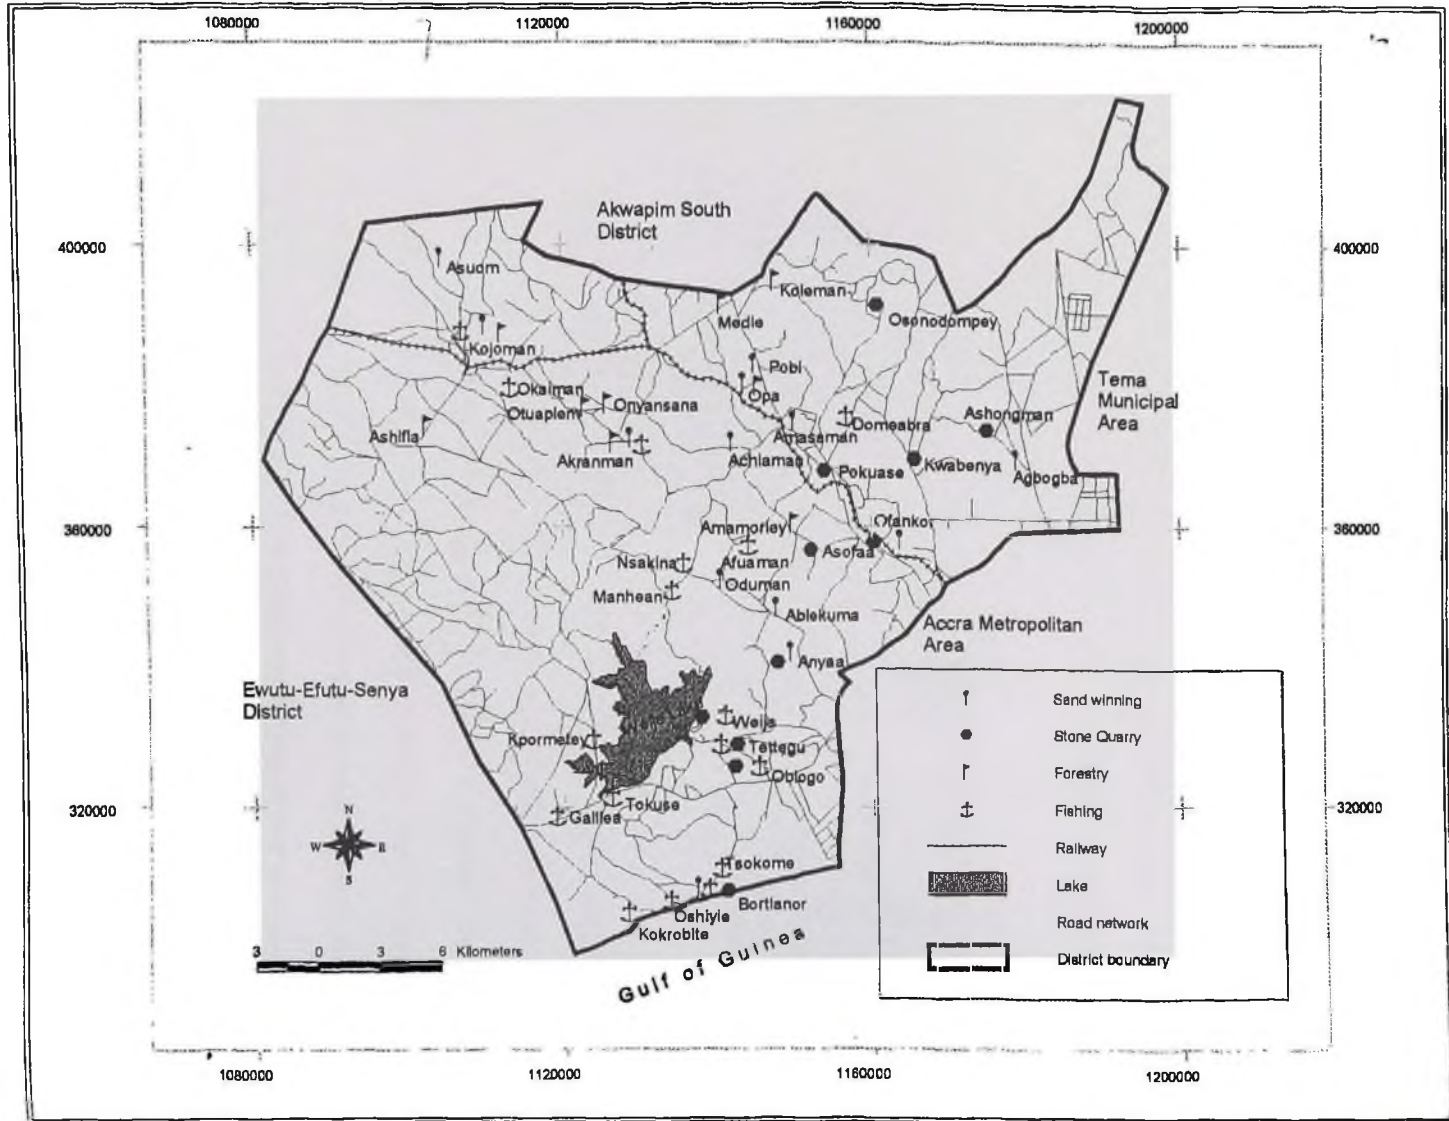 1080000
1120000
1160000
1200000
Akwapim South
District
400000
400000
Asuom
Koleman
Medie
Osonodompey
Kojoman
Pobi
Tema
Municipal
Area
Okaiman
Opa
Otuaplem
Onyansana
Ashongman
Ashifla
Amasaman
Domeabra
Akranman
Achiaman
Pokuase
Kwabenya
Agbogba
Amamorley
Ofankor
360000
360000
Nsakina
Afuaman
Asofaa
Oduman
Manhean
Ablekuma
Accra Metropolitan
Area
Anyaa
Ewutu-Efutu-Senya
District
Sand winning
Weija
Stone Quarry
Kpormetey
Tettegu
Oblogo
Forestry
Tokuse
Galilea
Fishing
320000
320000
N
W
E
S
Railway
Tsokome
Lake
Bortianor
Oshiyie
Road network
Kokrobite
3 0 3 6 Kilometers
District boundary
Gulf of Guinea
1080000
1120000
1160000
1200000